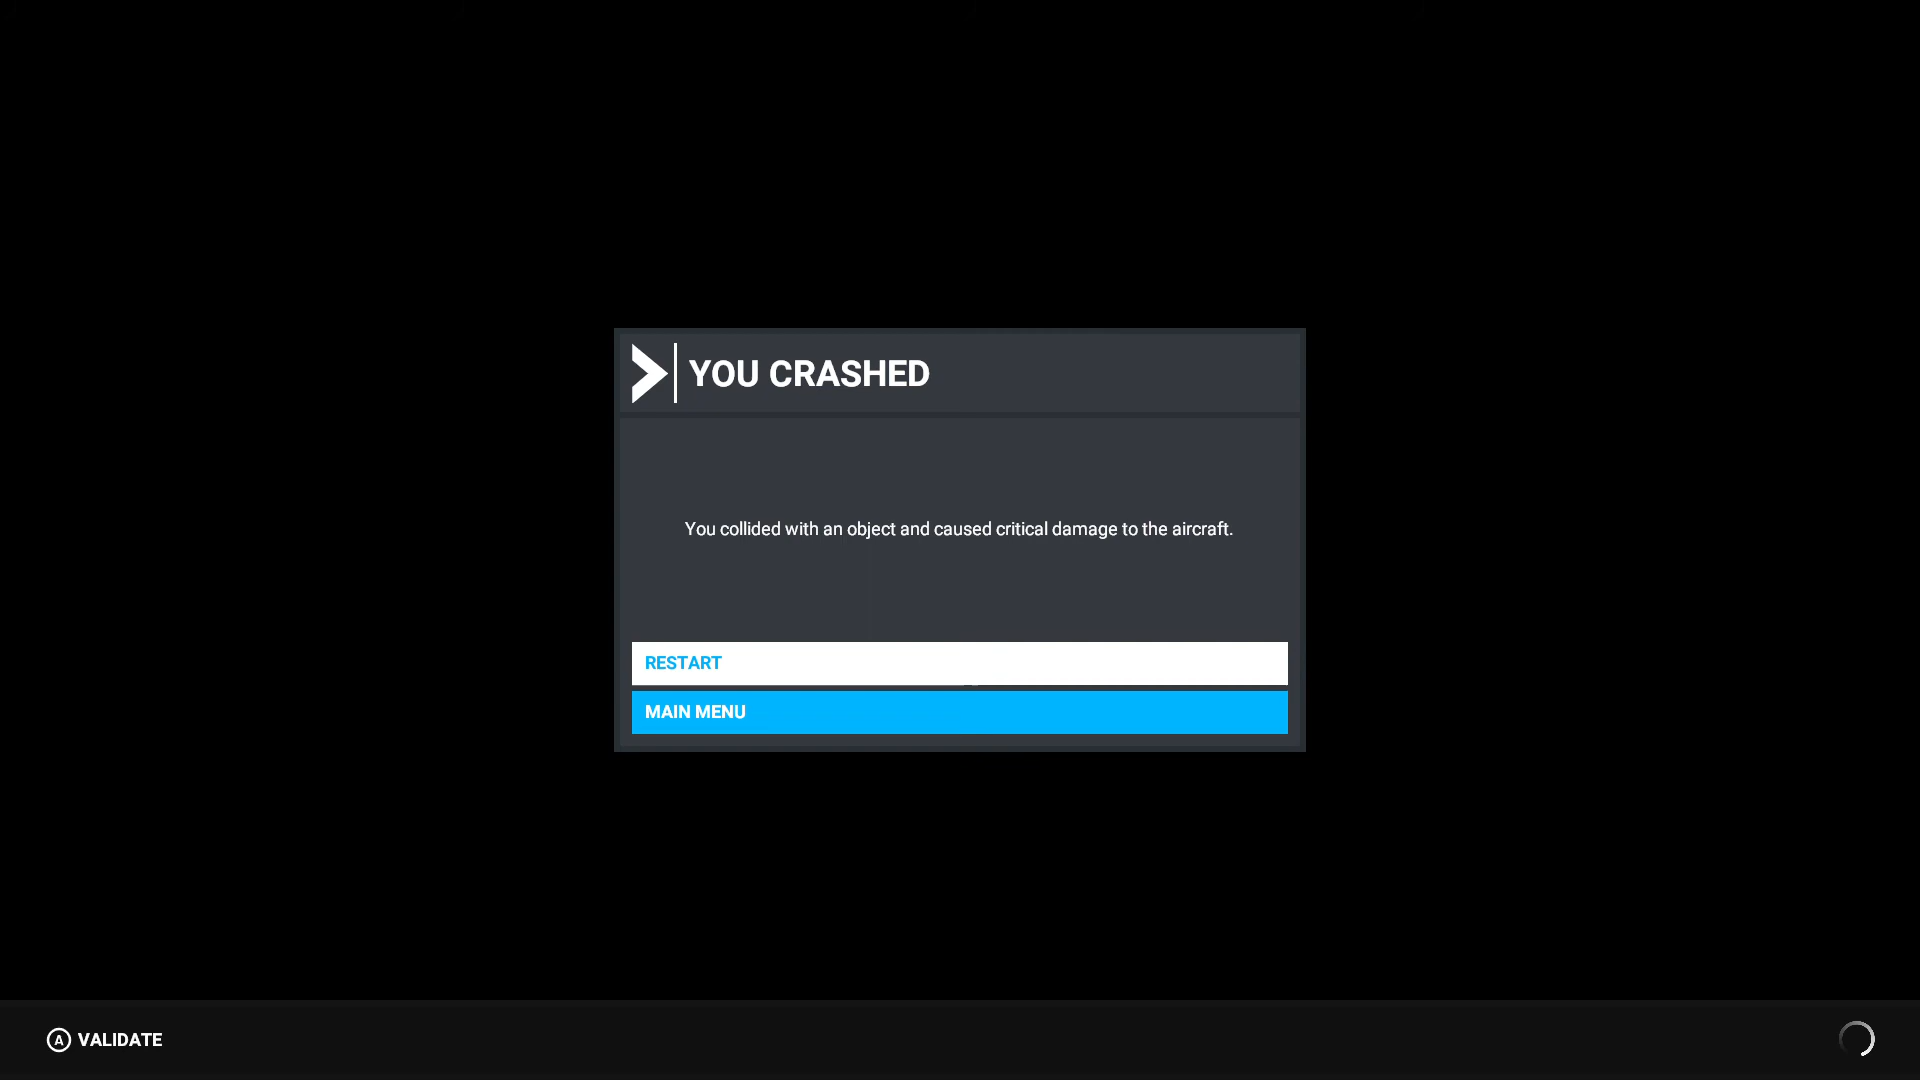 YOU CRASHED
You collided with an object and caused critical damage to the aircraft.
RESTART
MAIN MENU
A VALIDATE